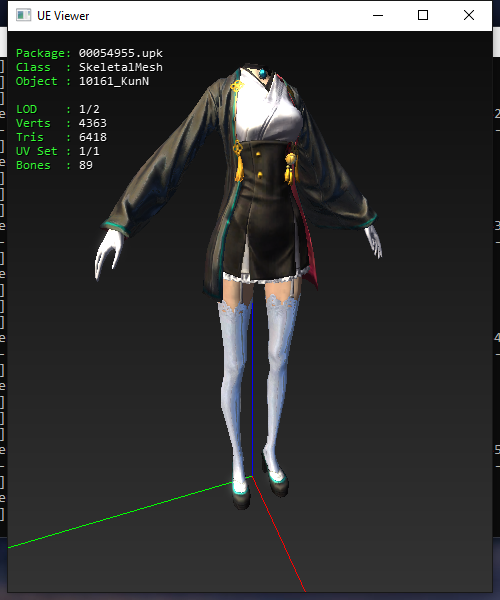 UE Viewer
Package: 00054955.upk
Class : SkeletalMesh
Object : 10161_KunN
LOD : 1/2
Verts : 4363
Tris : 6418
UV Set : 1/1
Bones : 89